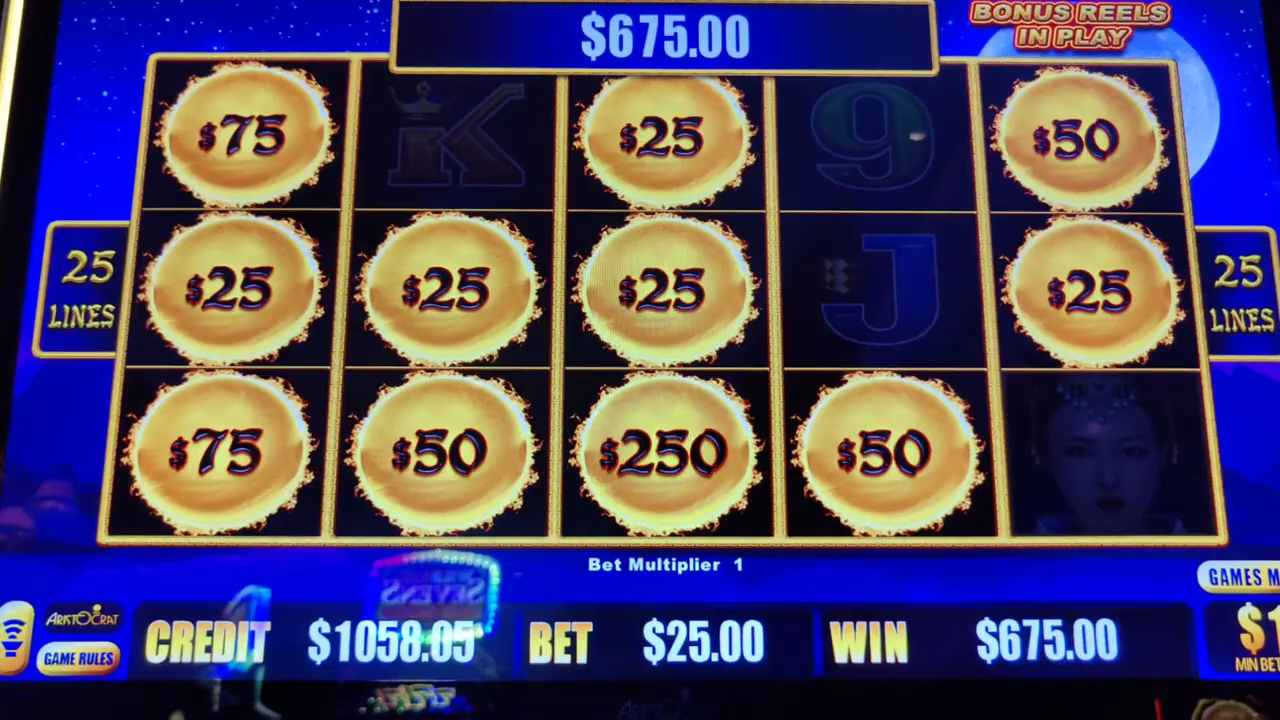 $675.00
BONUS REELS
IN PLAY
$75 K $25 9 $50
25
LINES
$25 $25 $25 J $25
25
LINES
$75 $50 $250 $50
Bet Multiplier 1
GAMES
ARISTOCRAT
GAME RULES
CREDIT $1058.05 BET $25.00 WIN $675.00
MIN BET